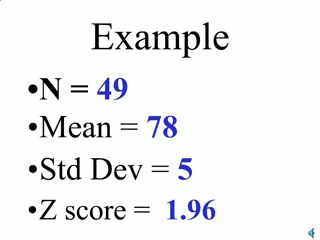 Example
•N = 49
•Mean = 78
•Std Dev = 5
•Z score = 1.96